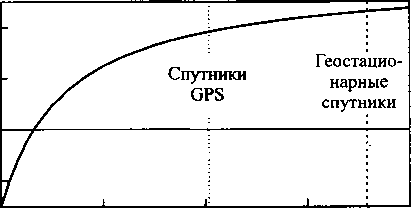 Спутники
GPS
Геостацио-
нарные
спутники